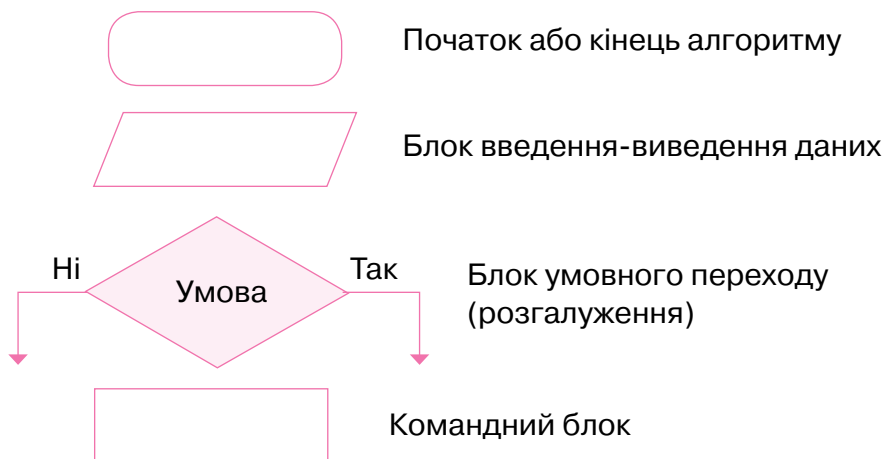 Початок або кінець алгоритму
Блок введення-виведення даних
Ні
Умова
Так
Блок умовного переходу
(розгалуження)
Командний блок